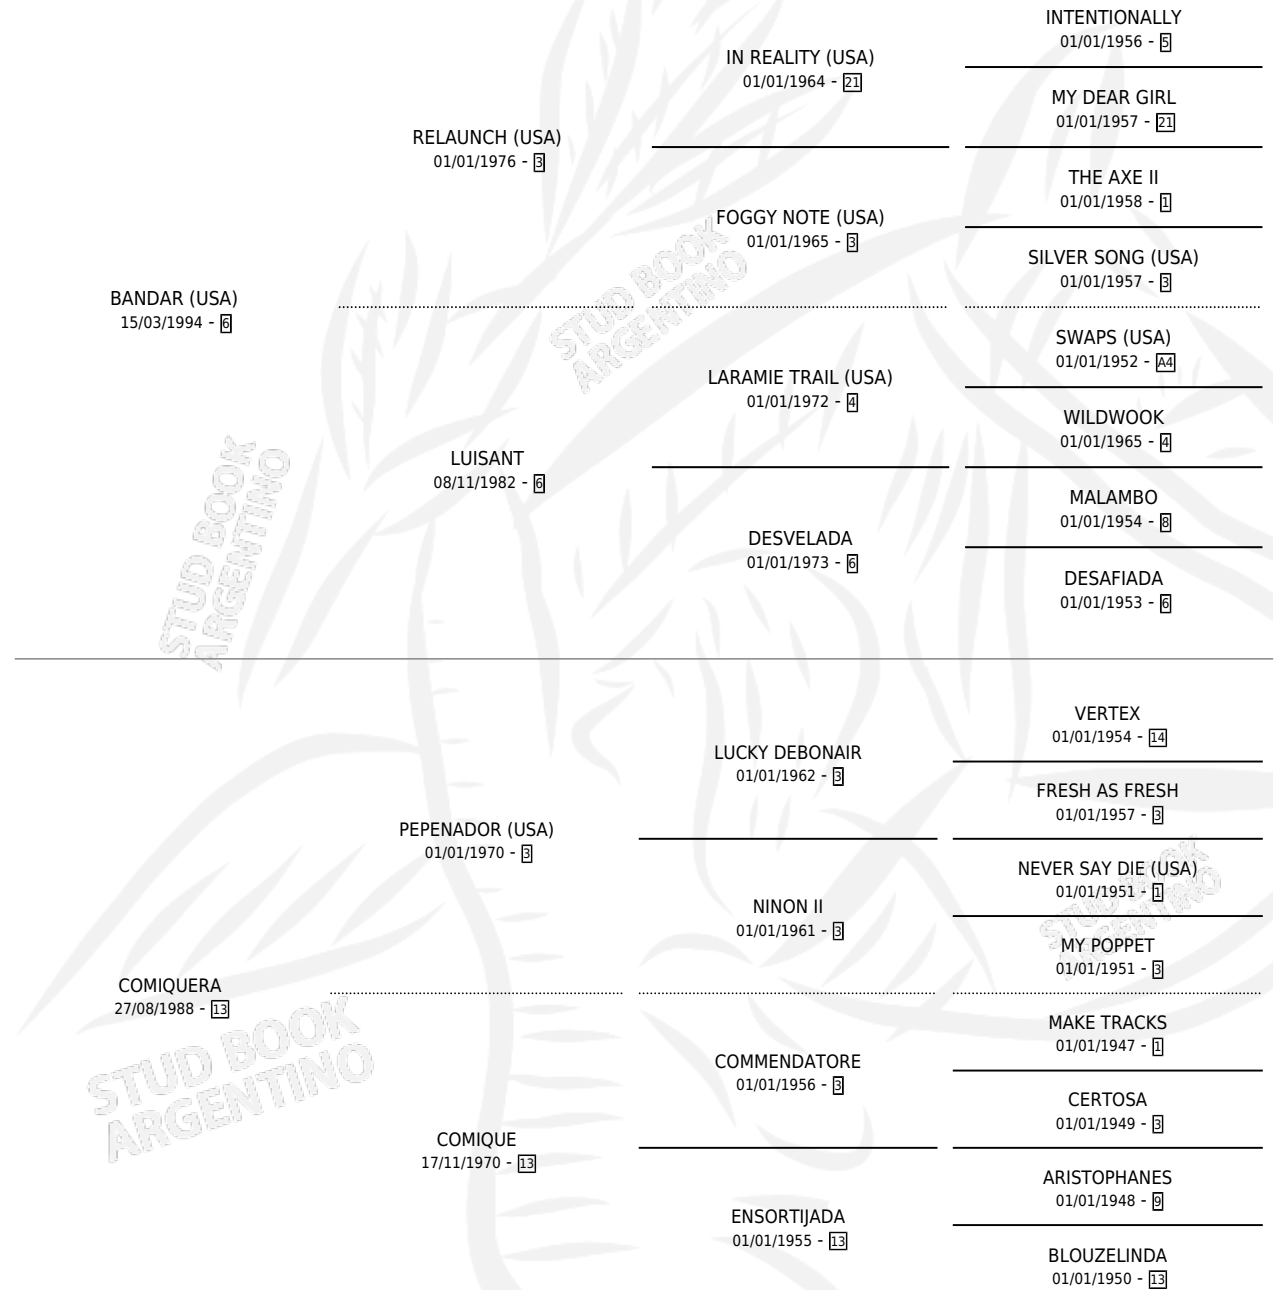 INTENTIONALLY
01/01/1956 - 5
IN REALITY (USA)
01/01/1964 - 21
MY DEAR GIRL
01/01/1957 - 21
RELAUNCH (USA)
01/01/1976 - 3
THE AXE II
01/01/1958 - 1
FOGGY NOTE (USA)
01/01/1965 - 3
SILVER SONG (USA)
01/01/1957 - 3
BANDAR (USA)
15/03/1994 - 6
STUD BOOK
ARGENTINO
SWAPS (USA)
01/01/1952 - A4
LARAMIE TRAIL (USA)
01/01/1972 - 4
WILDWOOK
01/01/1965 - 4
LUISANT
08/11/1982 - 6
MALAMBO
01/01/1954 - 8
DESVELADA
01/01/1973 - 6
DESAFIADA
01/01/1953 - 6
STUD BOOK
ARGENTINO
VERTEX
01/01/1954 - 14
LUCKY DEBONAIR
01/01/1962 - 3
FRESH AS FRESH
01/01/1957 - 3
PEPENADOR (USA)
01/01/1970 - 3
NEVER SAY DIE (USA)
01/01/1951 - 1
NINON II
01/01/1961 - 3
STUD BOOK
ARGENTINO
MY POPPET
01/01/1951 - 3
COMIQUERA
27/08/1988 - 13
MAKE TRACKS
01/01/1947 - 1
COMMENDATORE
01/01/1956 - 3
STUD BOOK
ARGENTINO
CERTOSA
01/01/1949 - 3
COMIQUE
17/11/1970 - 13
ARISTOPHANES
01/01/1948 - 9
ENSORTIJADA
01/01/1955 - 13
BLOUZELINDA
01/01/1950 - 13